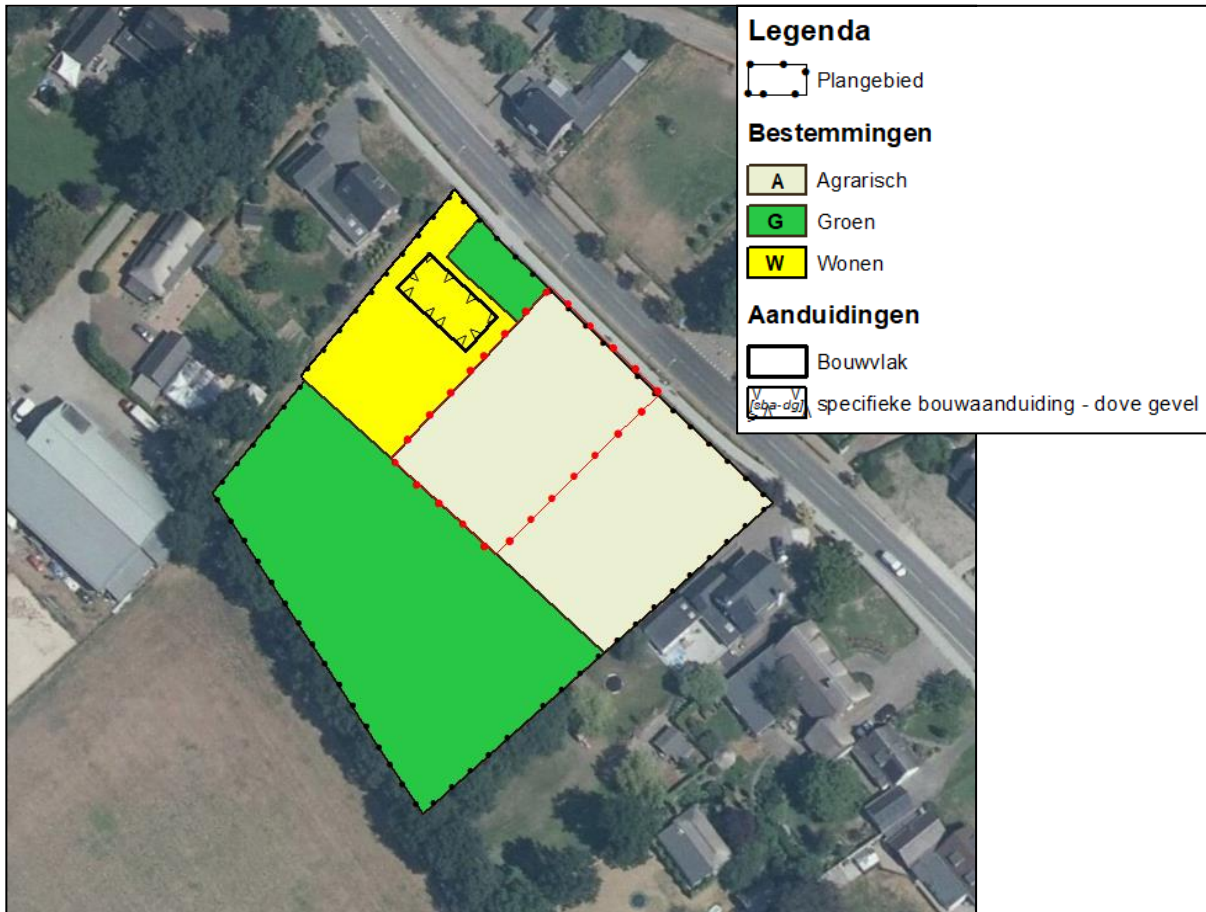 Legenda
Plangebied
Bestemmingen
A Agrarisch
G Groen
W Wonen
Aanduidingen
Bouwvlak
[sba-dg] specifieke bouwaanduiding - dove gevel